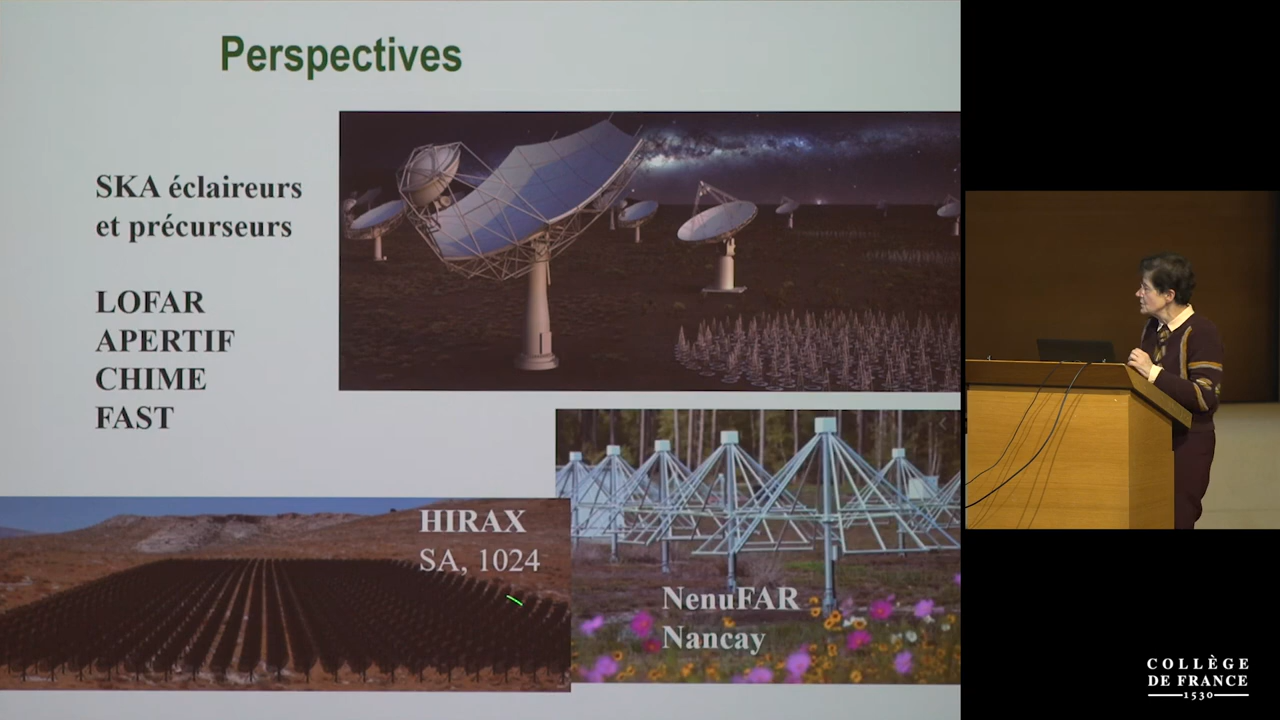 Perspectives
SKA éclaireurs
et précurseurs
LOFAR
APERTIF
CHIME
FAST
HIRAX
SA, 1024
NenuFAR
Nancay
COLLÈGE
DE FRANCE
1530